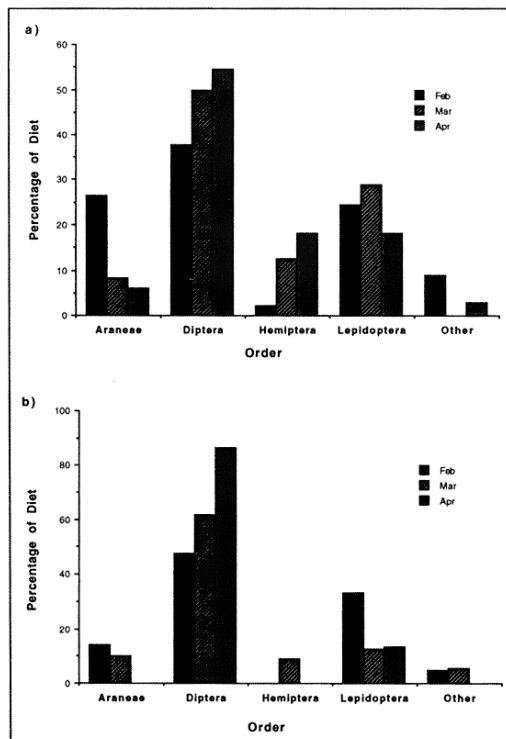 a)
60
50
40
30
20
10
0
Percentage of Diet
Feb
Mar
Apr
Araneae Diptera Hemiptera Lepidoptera Other
Order
b)
100
80
60
40
20
0
Percentage of Diet
Feb
Mar
Apr
Araneae Diptera Hemiptera Lepidoptera Other
Order